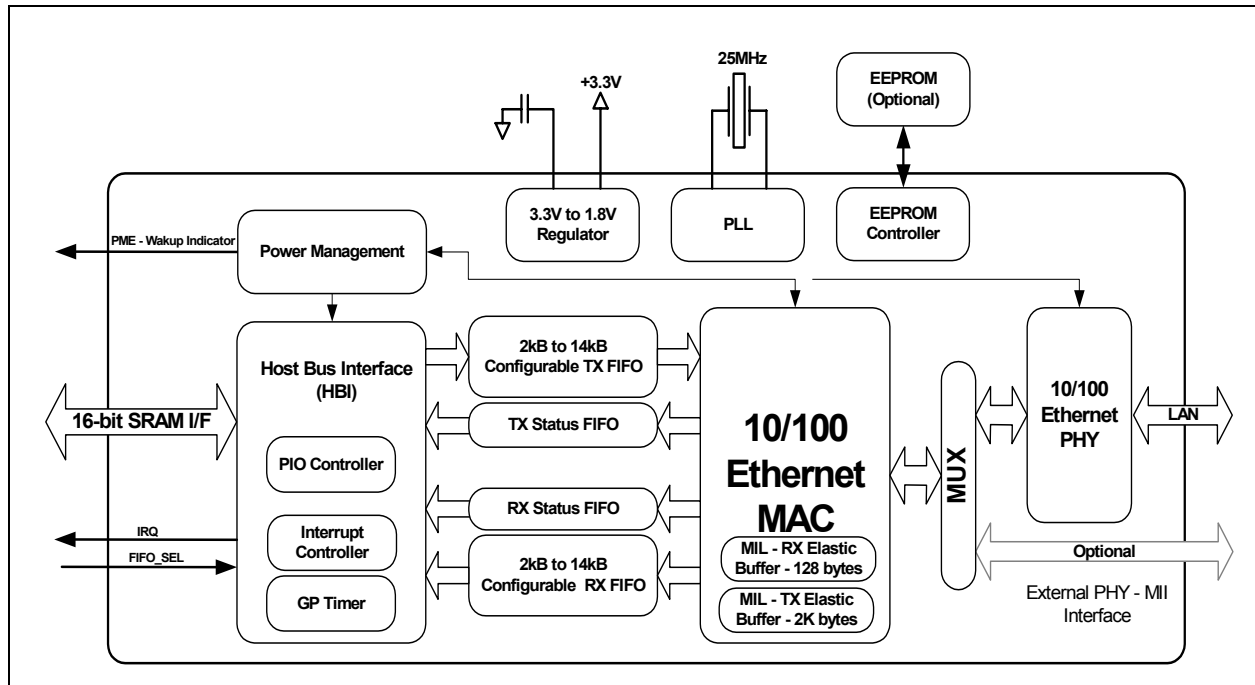 25MHz
+3.3V
EEPROM
(Optional)
3.3V to 1.8V
Regulator
PLL
EEPROM
Controller
PME - Wakup Indicator
Power Management
Host Bus Interface
(HBI)
2kB to 14kB
Configurable TX FIFO
16-bit SRAM I/F
TX Status FIFO
PIO Controller
RX Status FIFO
IRQ
FIFO_SEL
Interrupt
Controller
2kB to 14kB
Configurable RX FIFO
GP Timer
10/100
Ethernet
MAC
MIL - RX Elastic
Buffer - 128 bytes
MIL - TX Elastic
Buffer - 2K bytes
MUX
10/100
Ethernet
PHY
LAN
Optional
External PHY - MII
Interface